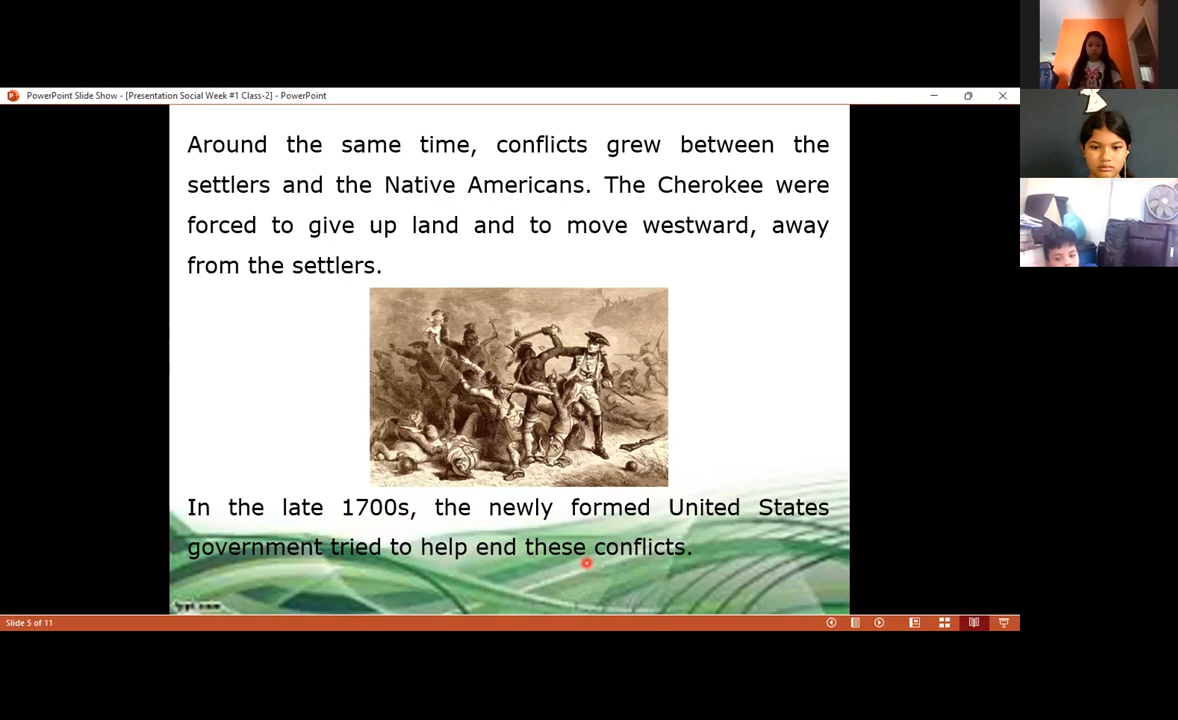 PowerPoint Slide Show - [Presentation Social Week #1 Class-2] - PowerPoint
Around the same time, conflicts grew between the
settlers and the Native Americans. The Cherokee were
forced to give up land and to move westward, away
from the settlers.
In the late 1700s, the newly formed United States
government tried to help end these conflicts.
Slide 5 of 11